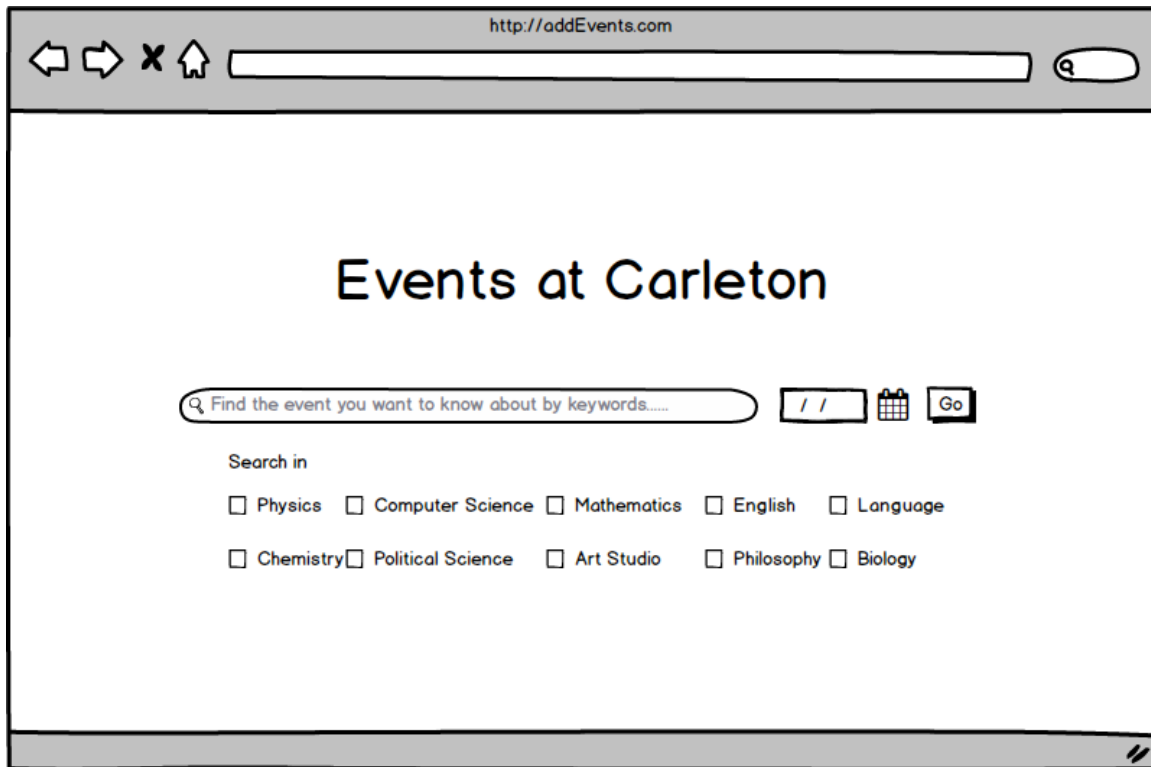 http://addEvents.com
Events at Carleton
Find the event you want to know about by keywords......
/ /
Go
Search in
Physics Computer Science Mathematics English Language
Chemistry Political Science Art Studio Philosophy Biology